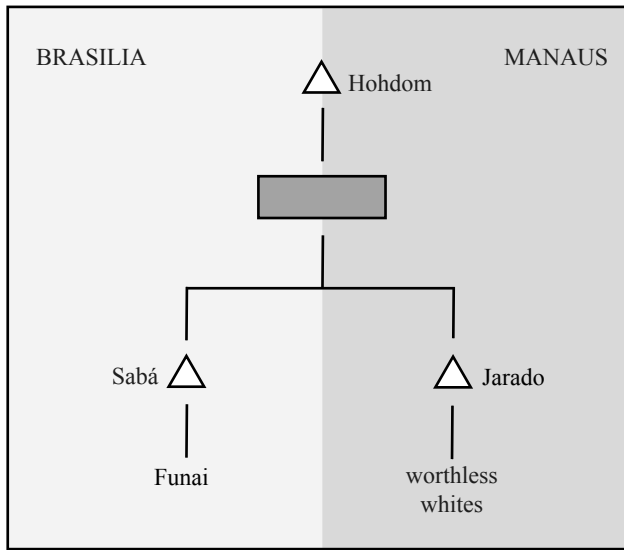 BRASILIA
MANAUS
Hohdom
Sabá
Jarado
Funai
worthless
whites